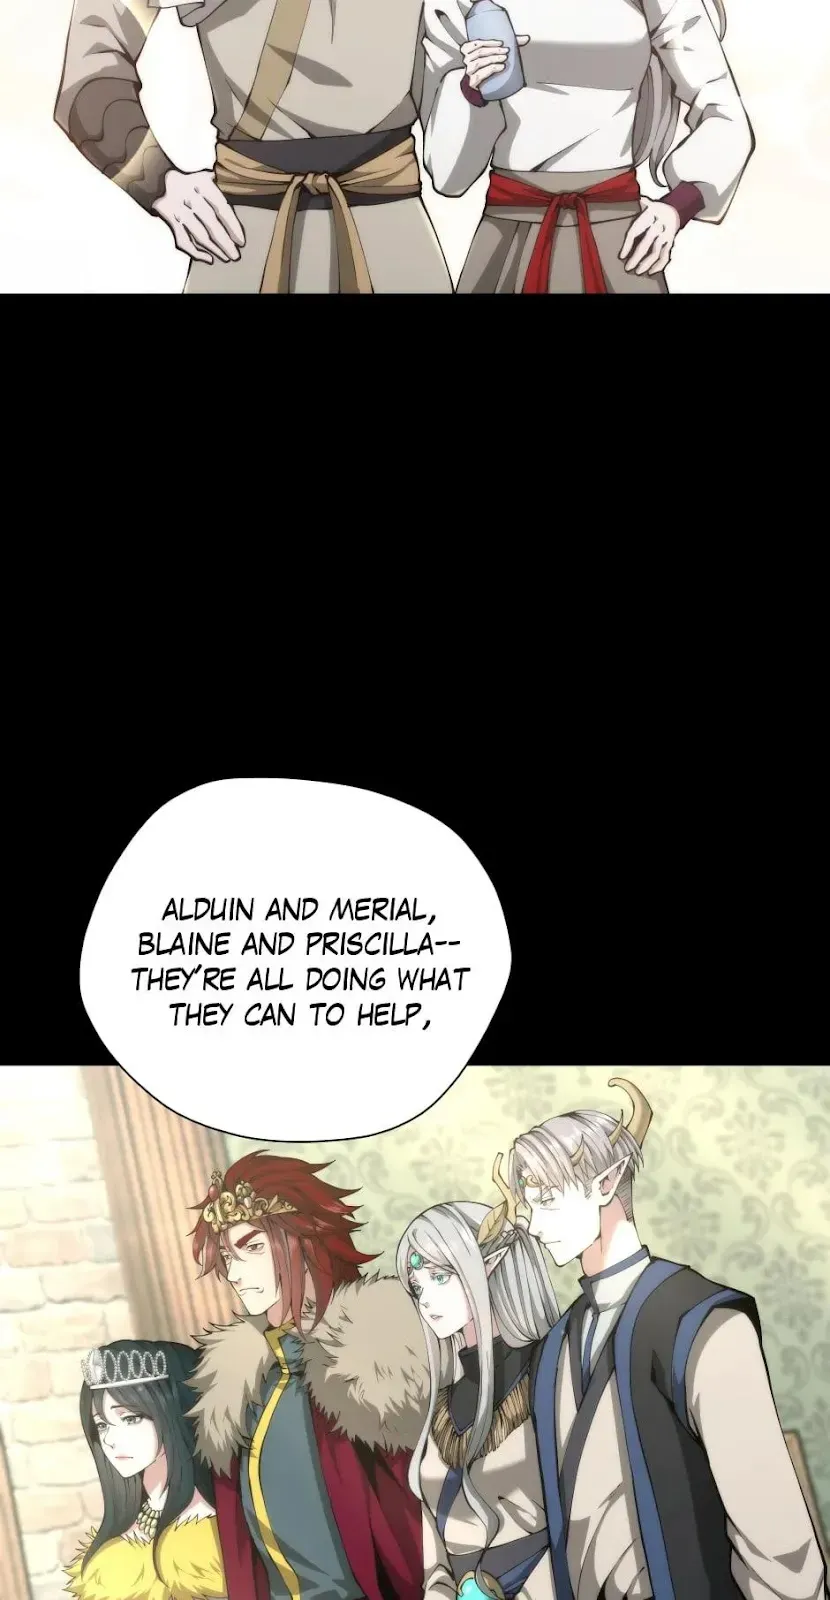 ALDUIN AND MERIAL,
BLAINE AND PRISCILLA--
THEY'RE ALL DOING WHAT
THEY CAN TO HELP,